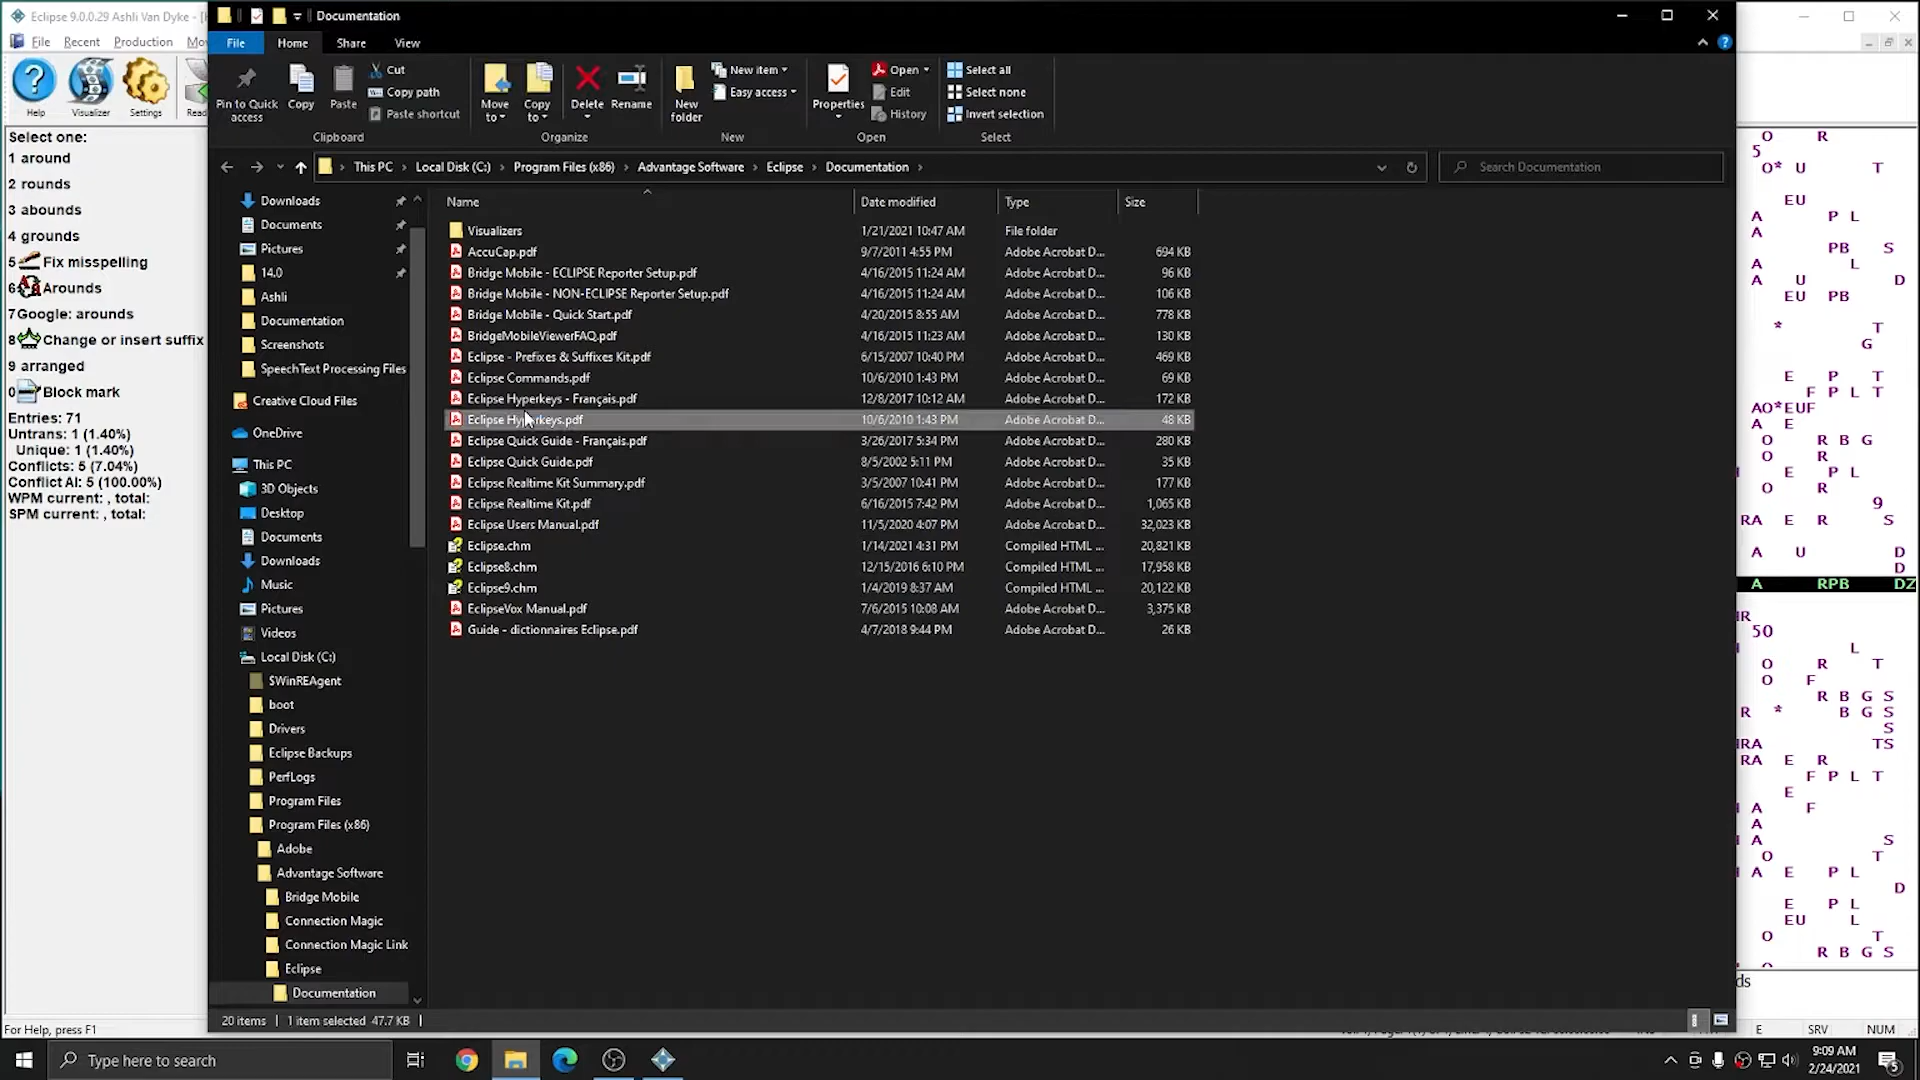 Eclipse 9.0.0.29 Ashli Van Dyke - [
File Recent Production Mov
Help Visualizer Settings Read
Select one:
1 around
2 rounds
3 abounds
4 grounds
5 Fix misspelling
6 Arounds
7Google: arounds
8 Change or insert suffix
9 arranged
0 Block mark
Entries: 71
Untrans: 1 (1.40%)
Unique: 1 (1.40%)
Conflicts: 5 (7.04%)
Conflict AI: 5 (100.00%)
WPM current: , total:
SPM current: , total:
For Help, press F1
Documentation
File Home Share View
Pin to Quick access
Copy
Paste
Cut
Copy path
Paste shortcut
Clipboard
Move to
Copy to
Delete
Rename
Organize
New folder
New item
Easy access
New
Properties
Open
Edit
History
Open
Select all
Select none
Invert selection
Select
This PC › Local Disk (C:) › Program Files (x86) › Advantage Software › Eclipse › Documentation ›
Search Documentation
Downloads
Documents
Pictures
14.0
Ashli
Documentation
Screenshots
SpeechText Processing Files
Creative Cloud Files
OneDrive
This PC
3D Objects
Desktop
Documents
Downloads
Music
Pictures
Videos
Local Disk (C:)
$WinREAgent
boot
Drivers
Eclipse Backups
PerfLogs
Program Files
Program Files (x86)
Adobe
Advantage Software
Bridge Mobile
Connection Magic
Connection Magic Link
Eclipse
Documentation
Name Date modified Type Size
Visualizers 1/21/2021 10:47 AM File folder
AccuCap.pdf 9/7/2011 4:55 PM Adobe Acrobat D... 694 KB
Bridge Mobile - ECLIPSE Reporter Setup.pdf 4/16/2015 11:24 AM Adobe Acrobat D... 96 KB
Bridge Mobile - NON-ECLIPSE Reporter Setup.pdf 4/16/2015 11:24 AM Adobe Acrobat D... 106 KB
Bridge Mobile - Quick Start.pdf 4/20/2015 8:55 AM Adobe Acrobat D... 778 KB
BridgeMobileViewerFAQ.pdf 4/16/2015 11:23 AM Adobe Acrobat D... 130 KB
Eclipse - Prefixes & Suffixes Kit.pdf 6/15/2007 10:40 PM Adobe Acrobat D... 469 KB
Eclipse Commands.pdf 10/6/2010 1:43 PM Adobe Acrobat D... 69 KB
Eclipse Hyperkeys - Français.pdf 12/8/2017 10:12 AM Adobe Acrobat D... 172 KB
Eclipse Hyperkeys.pdf 10/6/2010 1:43 PM Adobe Acrobat D... 48 KB
Eclipse Quick Guide - Français.pdf 3/26/2017 5:34 PM Adobe Acrobat D... 280 KB
Eclipse Quick Guide.pdf 8/5/2002 5:11 PM Adobe Acrobat D... 35 KB
Eclipse Realtime Kit Summary.pdf 3/5/2007 10:41 PM Adobe Acrobat D... 177 KB
Eclipse Realtime Kit.pdf 6/16/2015 7:42 PM Adobe Acrobat D... 1,065 KB
Eclipse Users Manual.pdf 11/5/2020 4:07 PM Adobe Acrobat D... 32,023 KB
Eclipse.chm 1/14/2021 4:31 PM Compiled HTML ... 20,821 KB
Eclipse8.chm 12/15/2016 6:10 PM Compiled HTML ... 17,958 KB
Eclipse9.chm 1/4/2019 8:37 AM Compiled HTML ... 20,122 KB
EclipseVox Manual.pdf 7/6/2015 10:08 AM Adobe Acrobat D... 3,375 KB
Guide - dictionnaires Eclipse.pdf 4/7/2018 9:44 PM Adobe Acrobat D... 26 KB
20 items 1 item selected 47.7 KB
O R
5
O* U T
EU
A P L
A
PB S
A L
A U D
EU PB
* T
G
E P T
F P L T
AO*EUF
A E
O R B G
O R
E P L
O R
9
RA E R S
A U D
D
A RPB DZ
HR
50
L
O R T
O F
R B G S
R * B G S
S
RA TS
RA E R
F P L T
E
A F
A
A S
O T
A E P L
D
E P L
EU L
O T
R B G S
ds
E SRV NUM
Type here to search
9:09 AM
2/24/2021
5